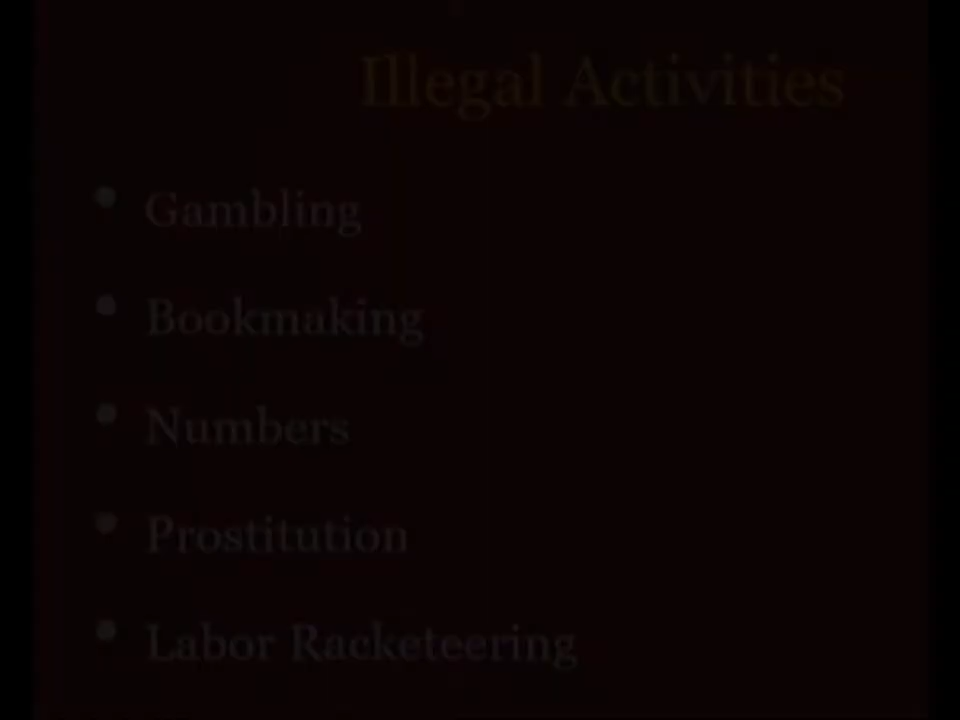 Illegal Activities
• Gambling
• Bookmaking
• Numbers
• Prostitution
• Labor Racketeering